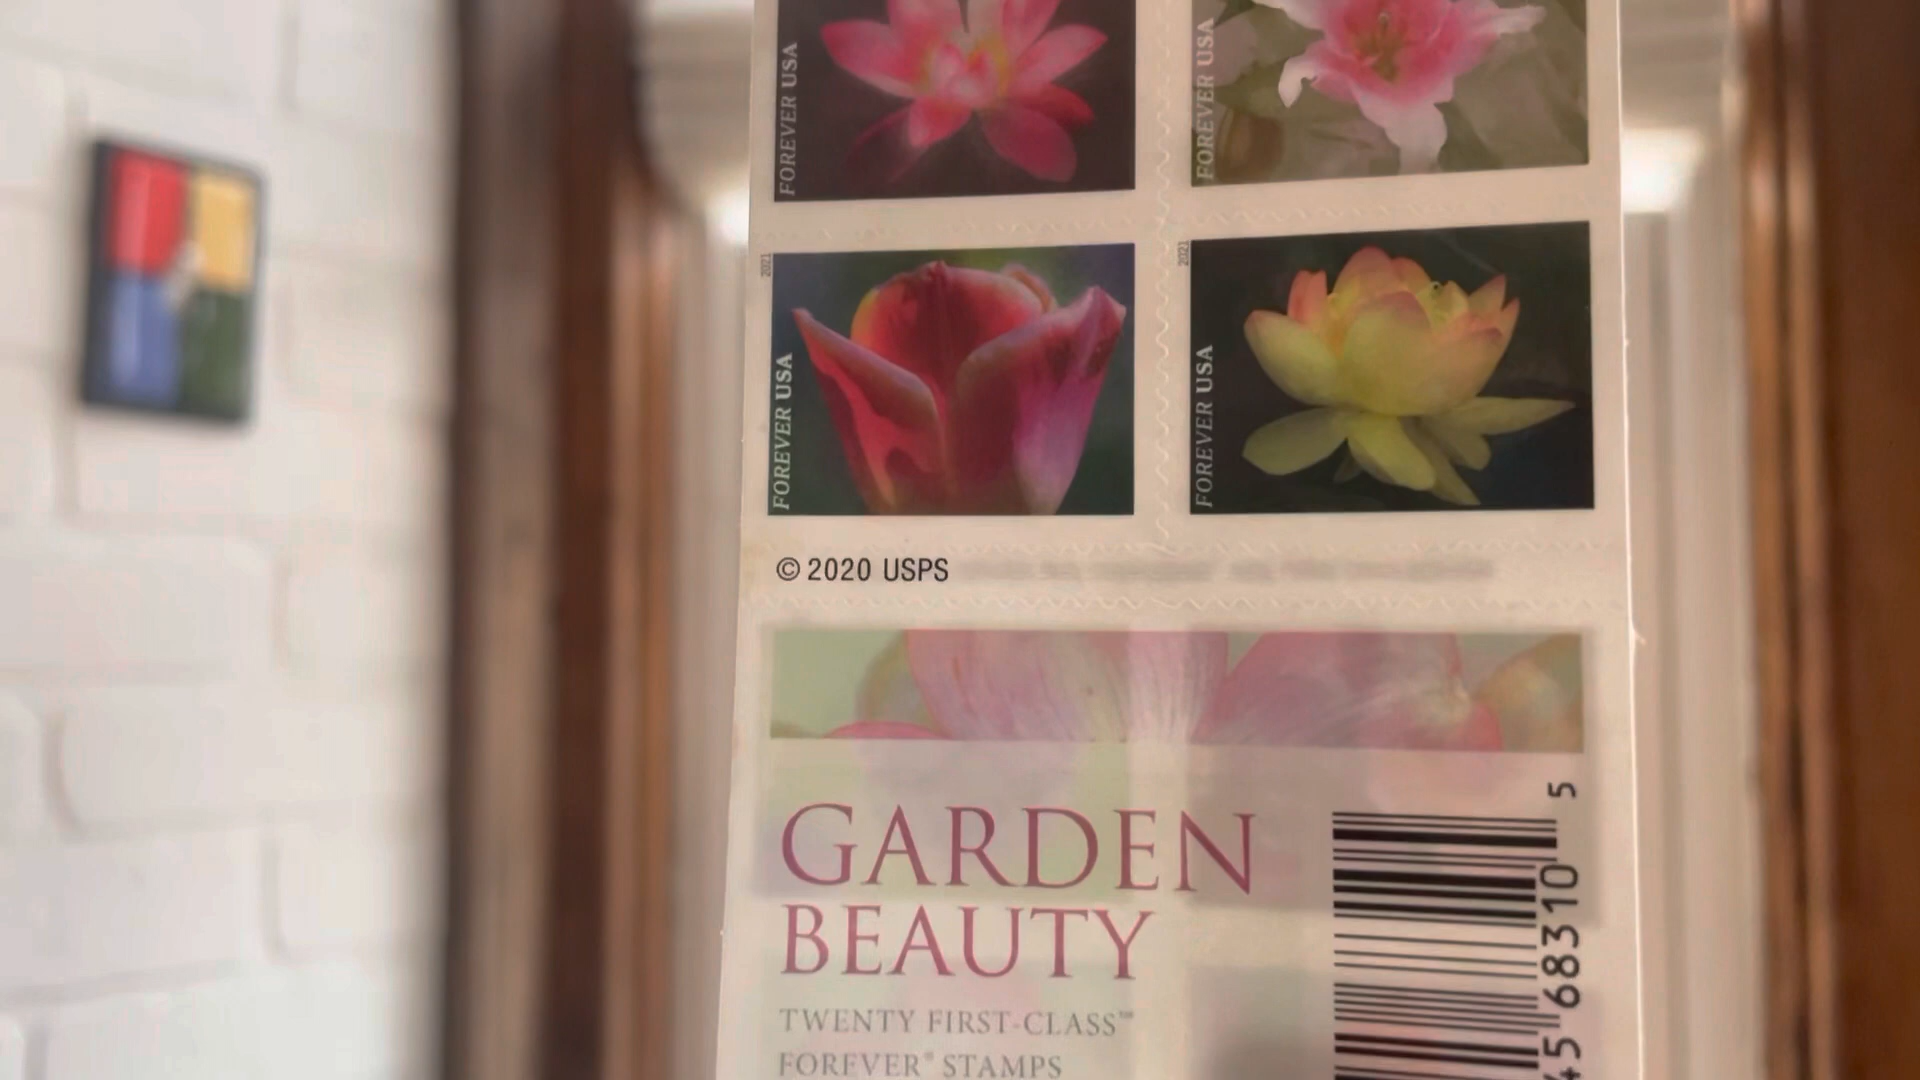 FOREVER USA
FOREVER USA
2021
FOREVER USA
2021
FOREVER USA
© 2020 USPS
GARDEN
BEAUTY
TWENTY FIRST-CLASS™
FOREVER® STAMPS
45 68310 5